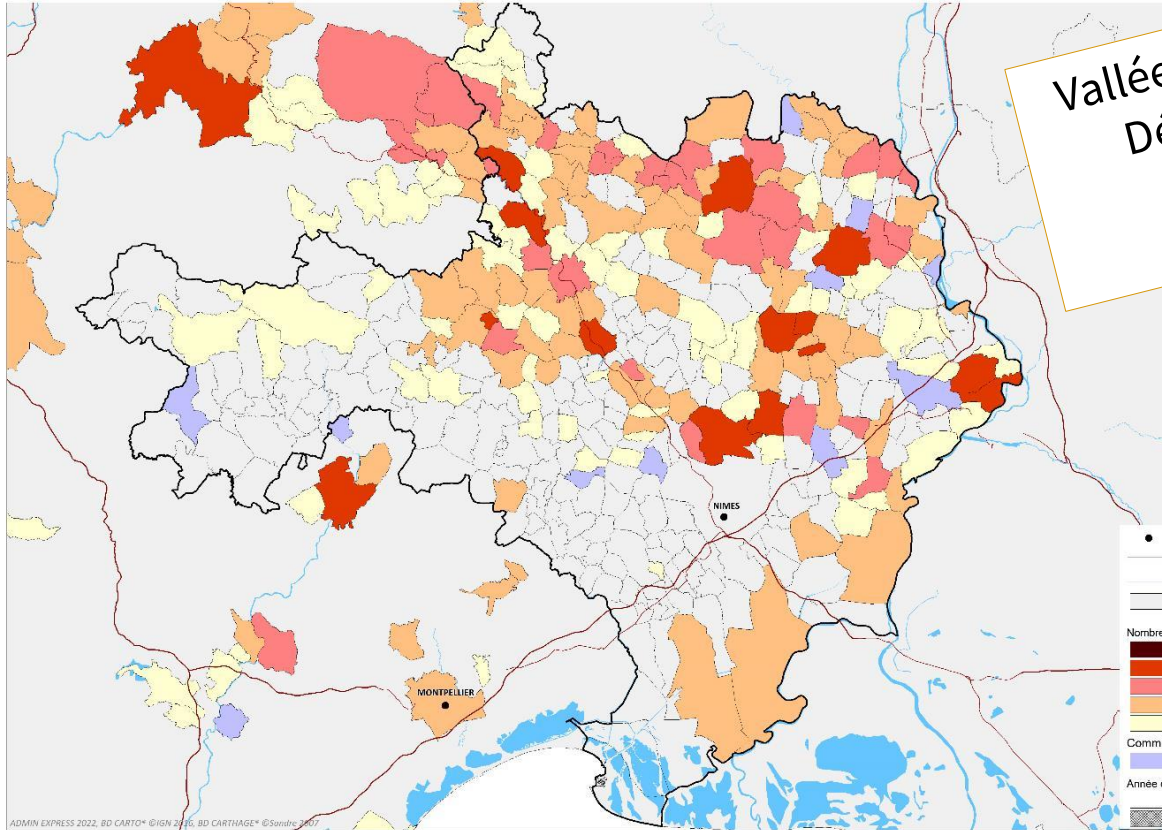 Vallée
Dé
NIMES
MONTPELLIER
Nombre
Comm
Année
ADMIN EXPRESS 2022, BD CARTO® ©IGN 2016, BD CARTHAGE® ©Sandre 2007